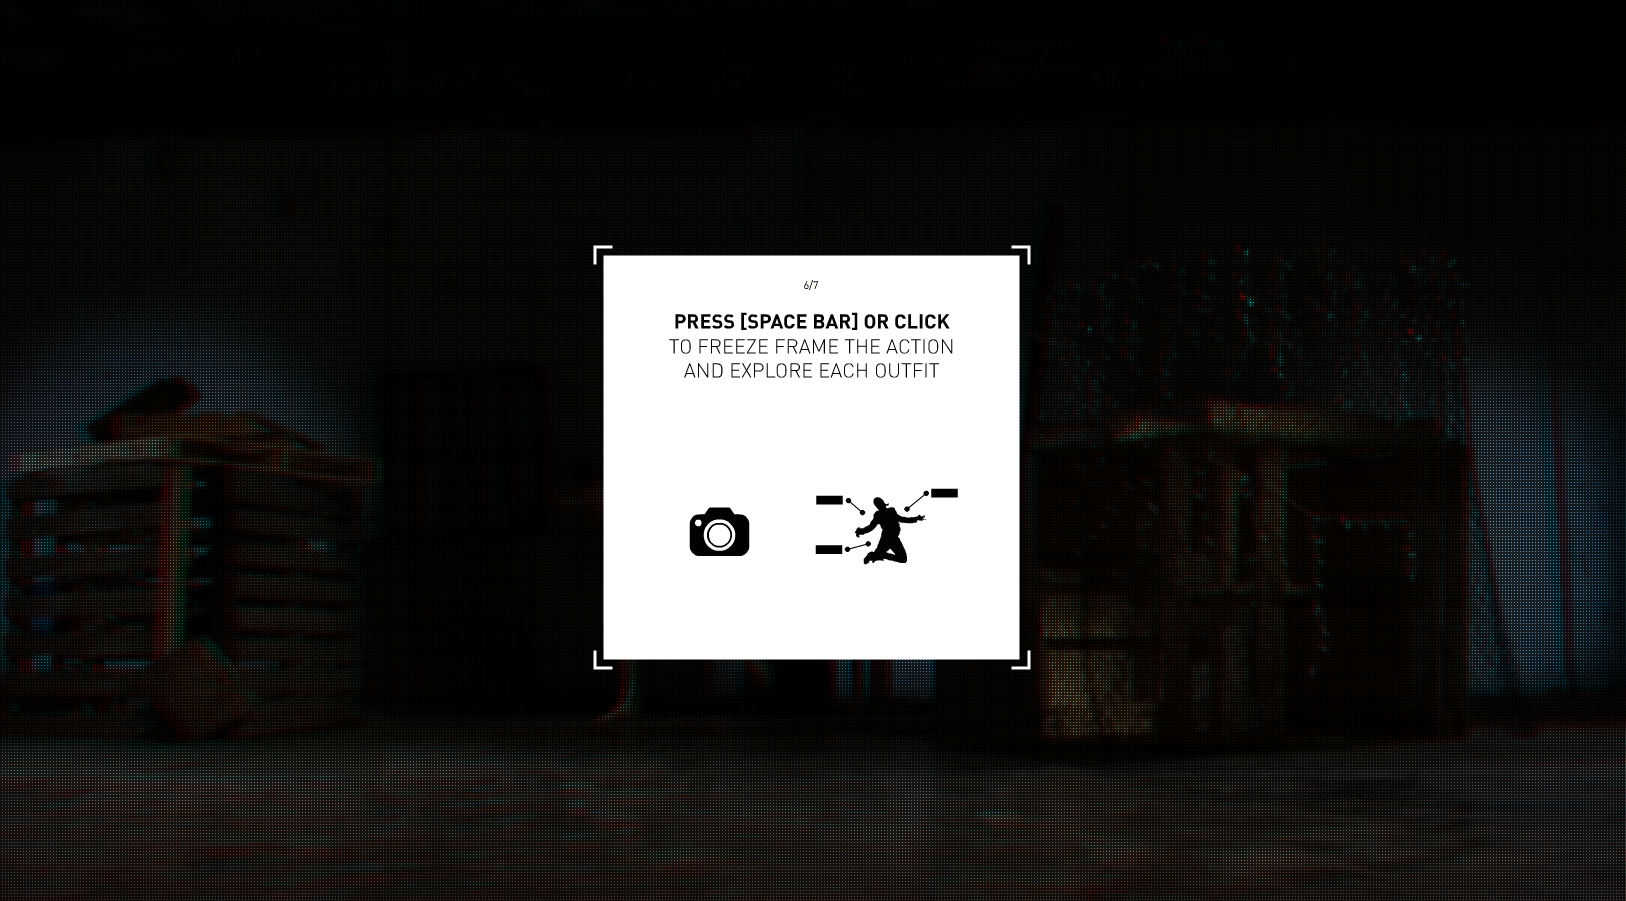 6/7
PRESS [SPACE BAR] OR CLICK
TO FREEZE FRAME THE ACTION
AND EXPLORE EACH OUTFIT